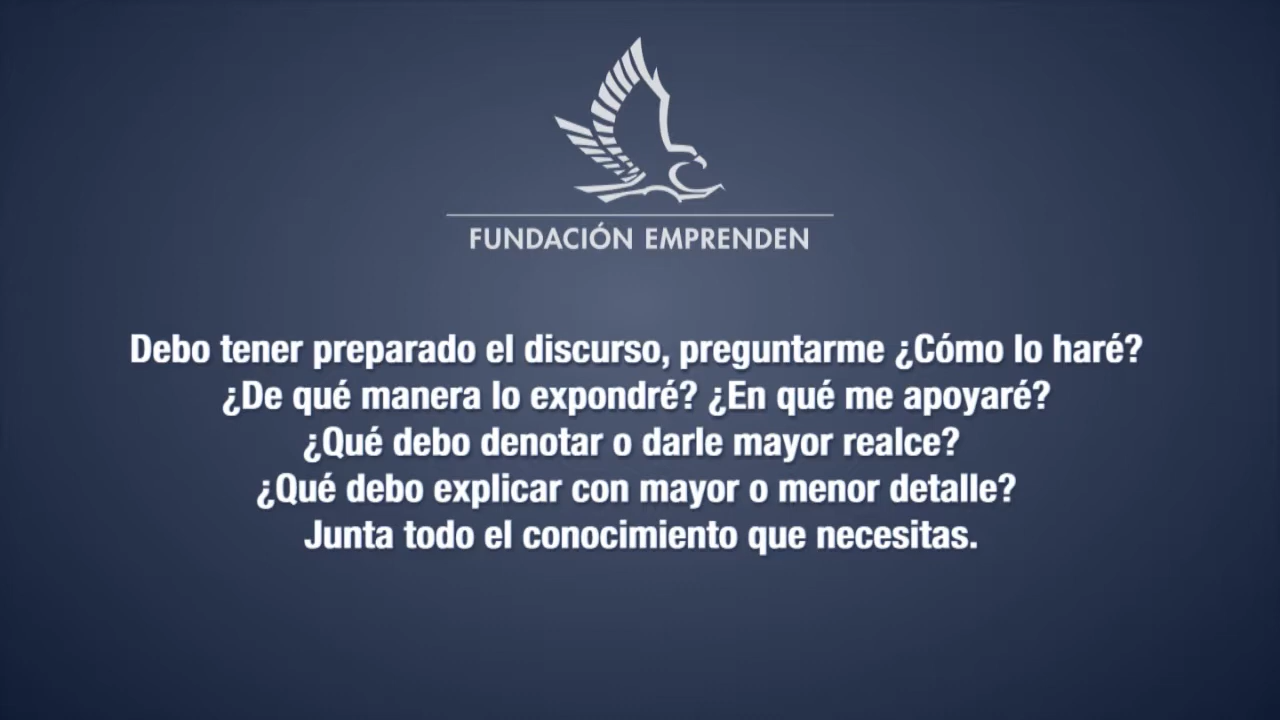 FUNDACIÓN EMPRENDEN
Debo tener preparado el discurso, preguntarme ¿Cómo lo haré?
¿De qué manera lo expondré? ¿En qué me apoyaré?
¿Qué debo denotar o darle mayor realce?
¿Qué debo explicar con mayor o menor detalle?
Junta todo el conocimiento que necesitas.